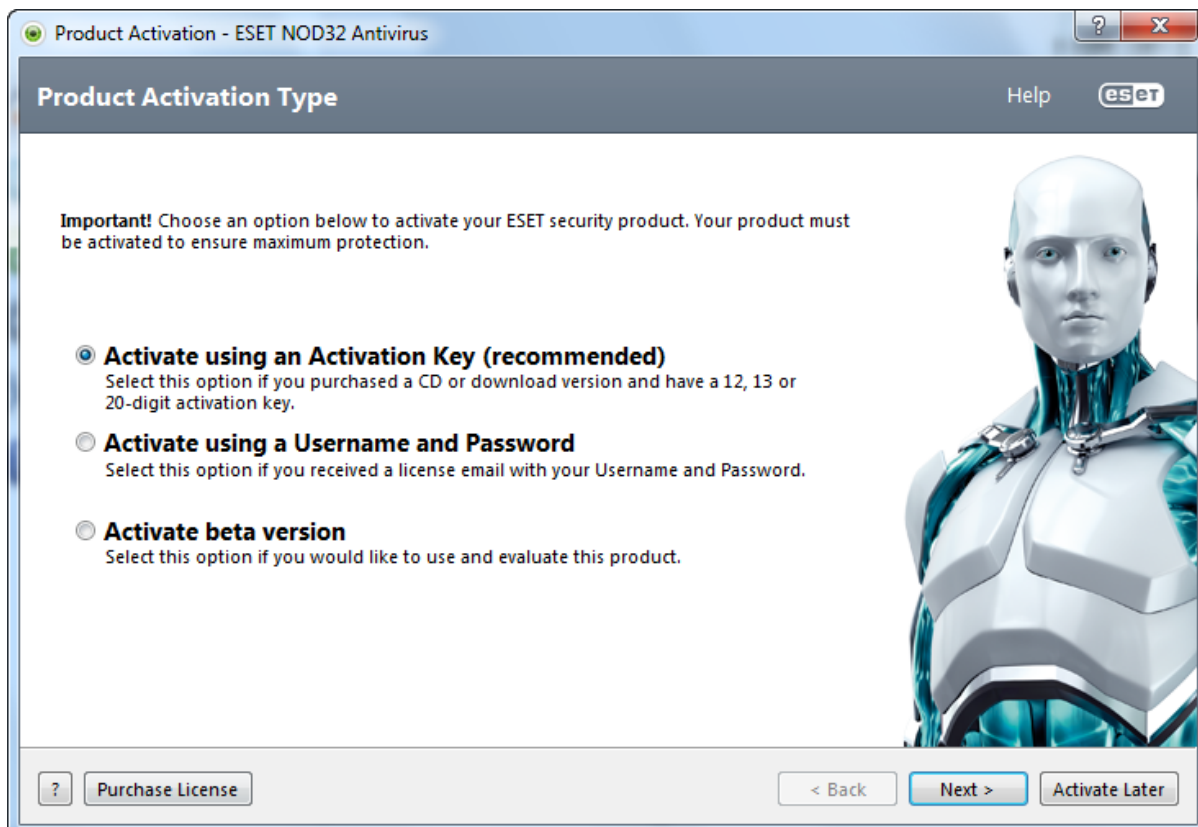 Product Activation - ESET NOD32 Antivirus
?
X
Product Activation Type
Help
eseT
Important! Choose an option below to activate your ESET security product. Your product must
be activated to ensure maximum protection.
Activate using an Activation Key (recommended)
Select this option if you purchased a CD or download version and have a 12, 13 or
20-digit activation key.
Activate using a Username and Password
Select this option if you received a license email with your Username and Password.
Activate beta version
Select this option if you would like to use and evaluate this product.
?
Purchase License
< Back
Next >
Activate Later